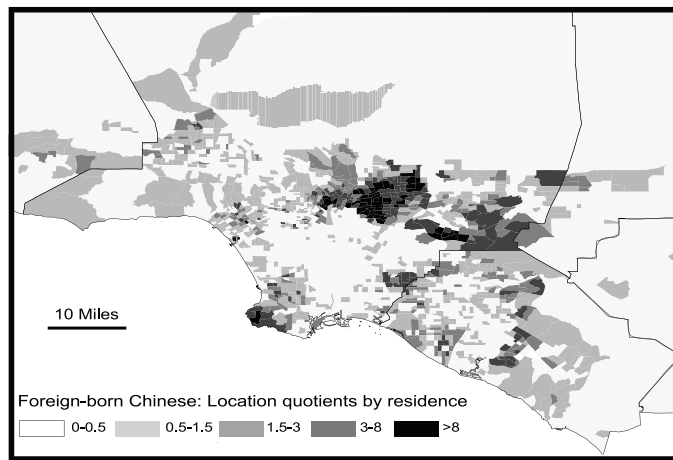 10 Miles
Foreign-born Chinese: Location quotients by residence
0-0.5 0.5-1.5 1.5-3 3-8 >8